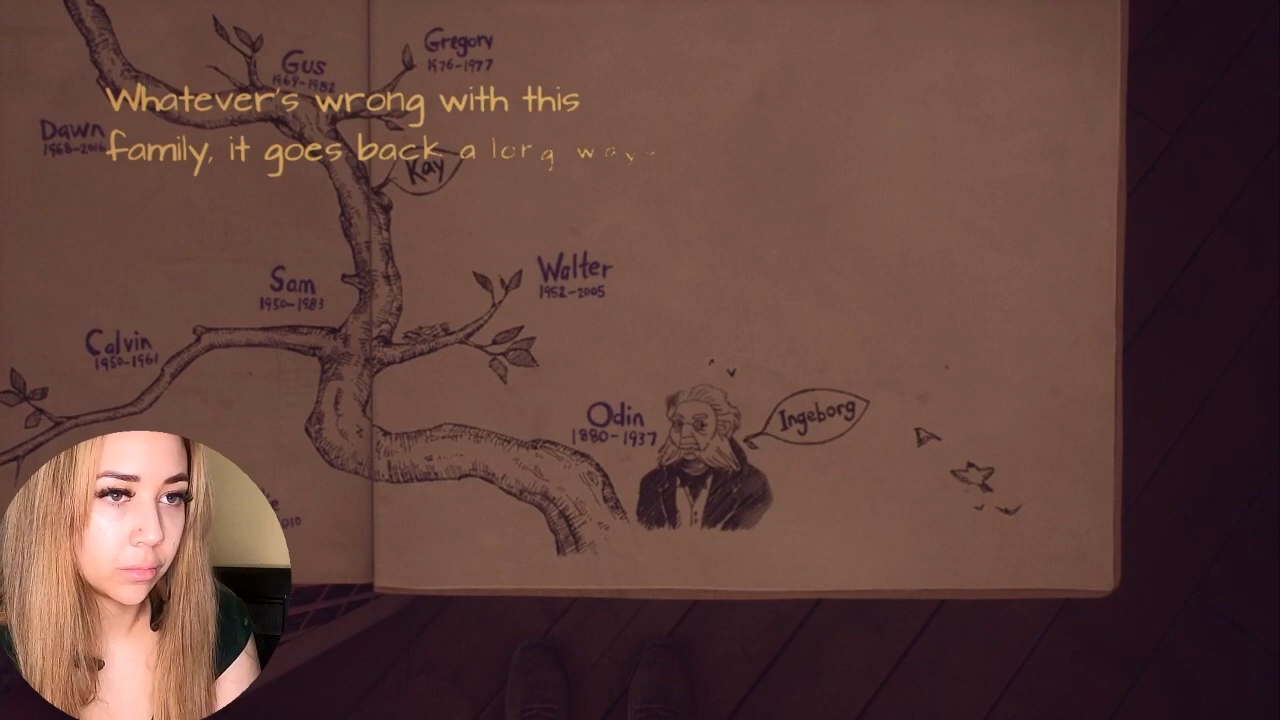 Gregory
1976-1977
Gus
1969-1982
Whatever's wrong with this
family, it goes back a long way.
Dawn
1968-2016
Kay
Sam
1950-1983
Walter
1952-2005
Calvin
1950-1961
Odin
1880-1937
Ingeborg